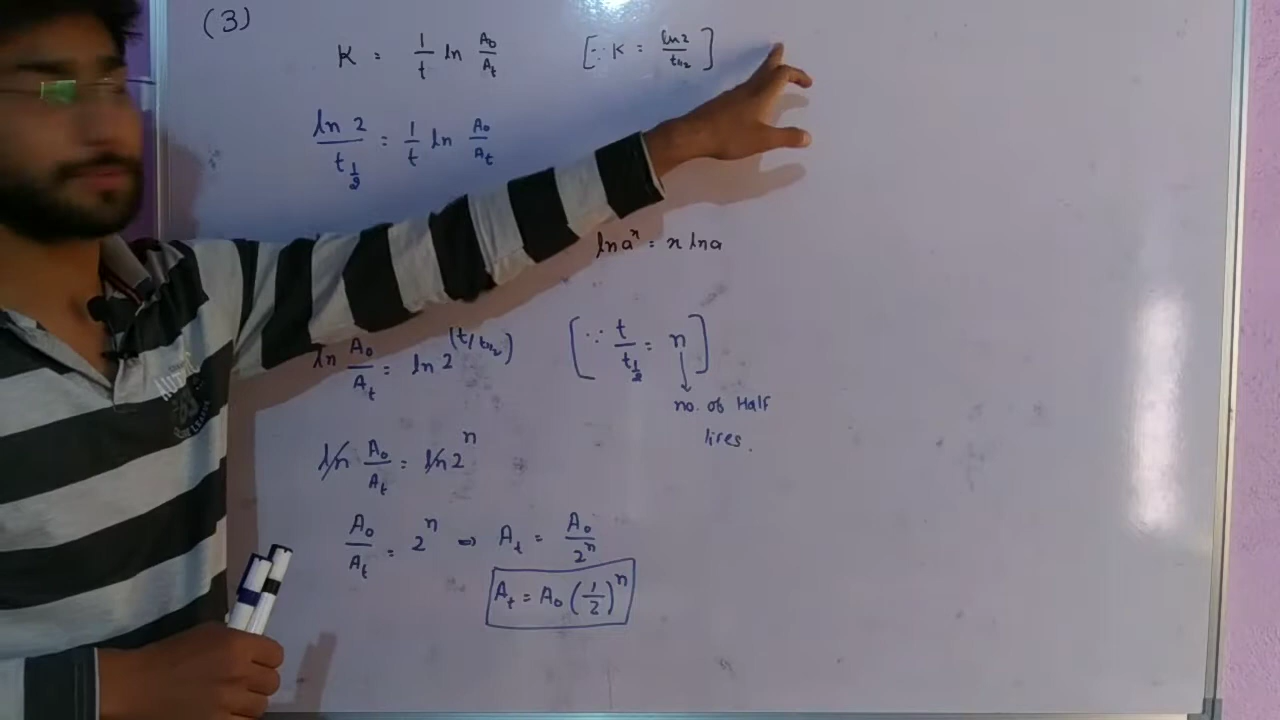 (3)
K = 1/t ln A₀/Aₜ [∵ K = ln2/t₁/₂]
ln 2/t₁/₂ = 1/t ln A₀/Aₜ
ln aˣ = x ln a
ln A₀/Aₜ = ln 2^(t/t₁/₂) [∵ t/t₁/₂ = n]
no. of Half
lives.
ln A₀/Aₜ = ln 2ⁿ
A₀/Aₜ = 2ⁿ ⇒ Aₜ = A₀/2ⁿ
Aₜ = A₀ (1/2)ⁿ